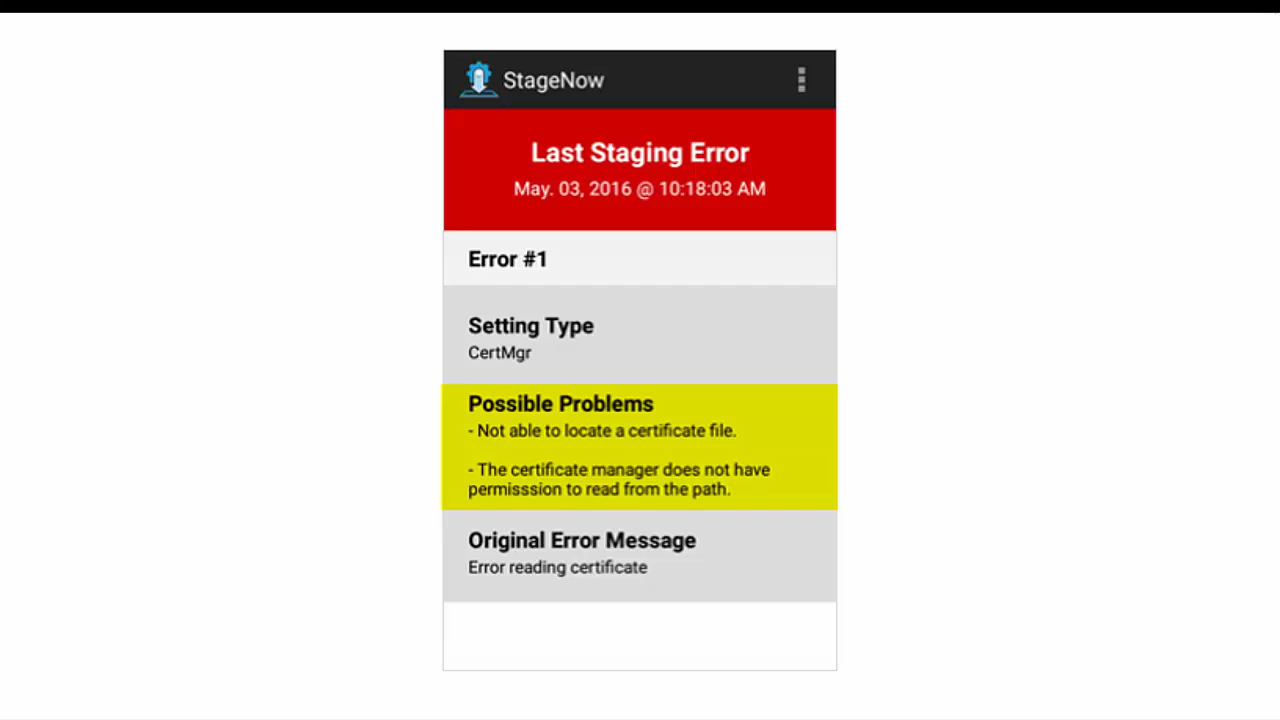 StageNow
Last Staging Error
May. 03, 2016 @ 10:18:03 AM
Error #1
Setting Type
CertMgr
Possible Problems
- Not able to locate a certificate file.
- The certificate manager does not have
permisssion to read from the path.
Original Error Message
Error reading certificate